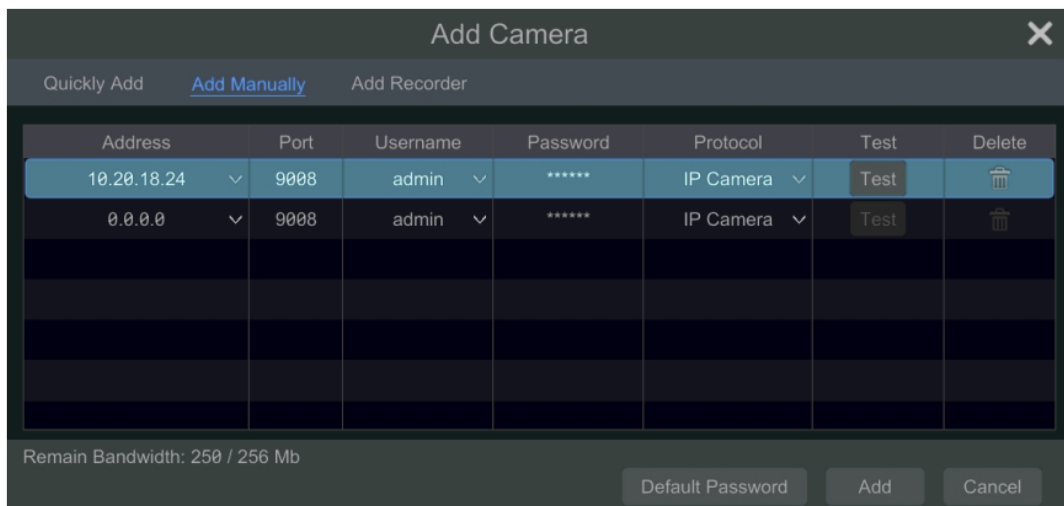 Add Camera
Quickly Add Add Manually Add Recorder
Address Port Username Password Protocol Test Delete
10.20.18.24 9008 admin ****** IP Camera Test
0.0.0.0 9008 admin ****** IP Camera Test
Remain Bandwidth: 250 / 256 Mb
Default Password Add Cancel